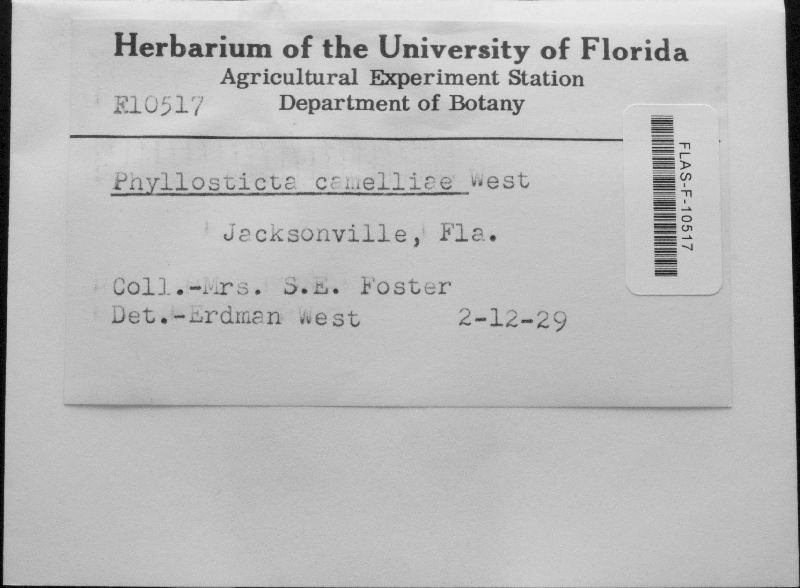 Herbarium of the University of Florida
Agricultural Experiment Station
F10517 Department of Botany
FLAS-F-10517
Phyllosticta camelliae West
Jacksonville, Fla.
Coll.-Mrs. S.E. Foster
Det.-Erdman West 2-12-29